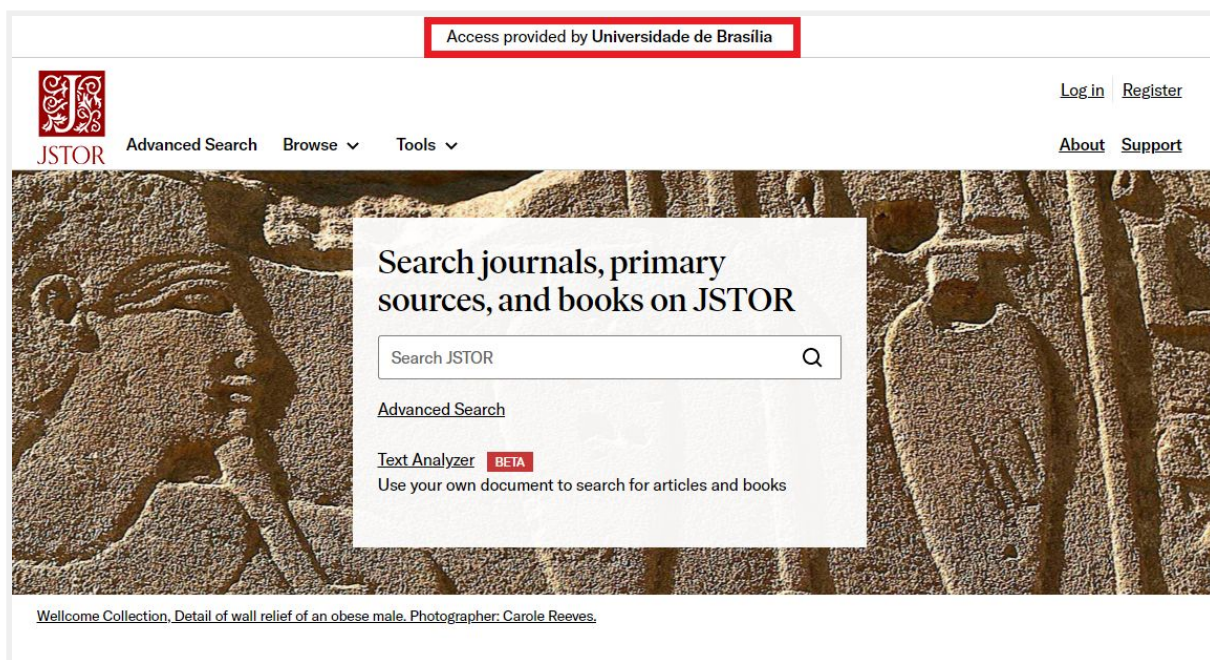 Access provided by Universidade de Brasília
Log in Register
JSTOR
Advanced Search Browse Tools
About Support
Search journals, primary
sources, and books on JSTOR
Search JSTOR
Advanced Search
Text Analyzer BETA
Use your own document to search for articles and books
Wellcome Collection, Detail of wall relief of an obese male. Photographer: Carole Reeves.